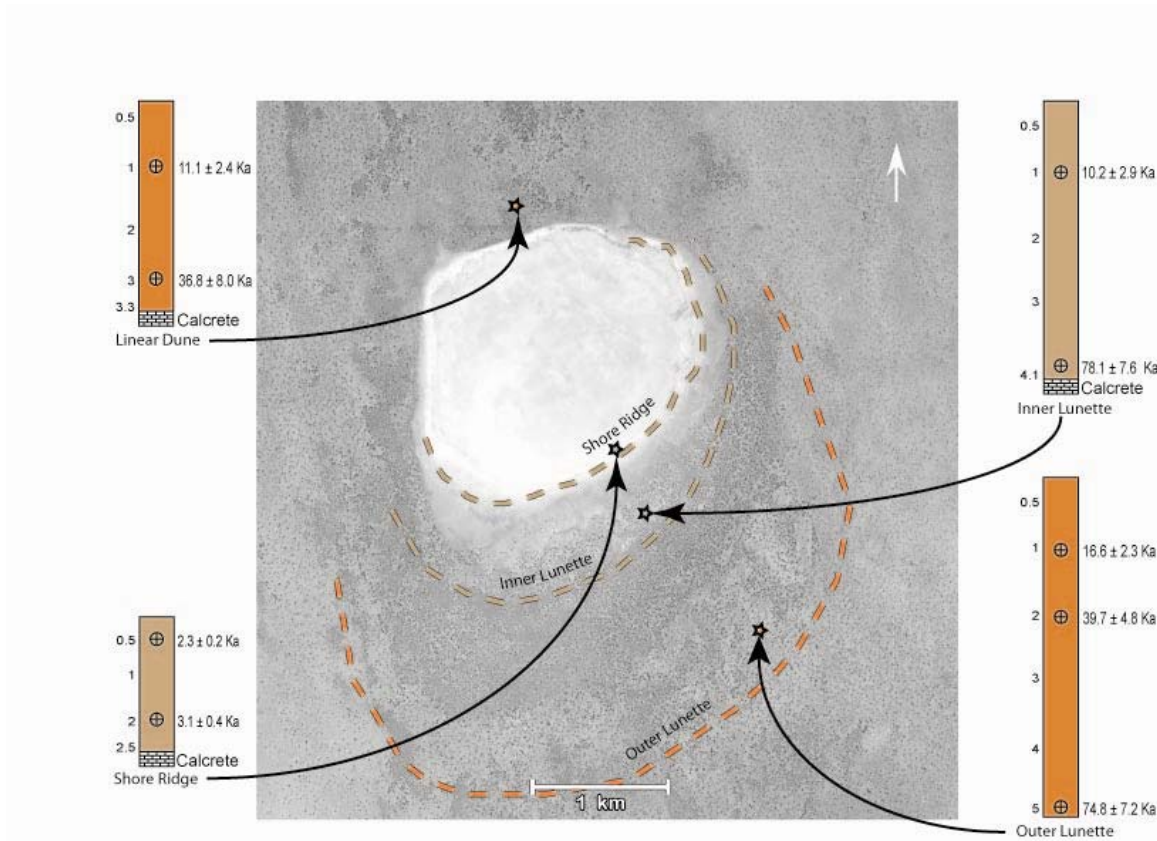 0.5
1
11.1 ± 2.4 Ka
2
3
36.8 ± 8.0 Ka
3.3
Calcrete
Linear Dune
0.5
1
10.2 ± 2.9 Ka
2
3
78.1 ± 7.6 Ka
4.1
Calcrete
Inner Lunette
Shore Ridge
Inner Lunette
Outer Lunette
1 km
0.5
2.3 ± 0.2 Ka
1
2
3.1 ± 0.4 Ka
2.5
Calcrete
Shore Ridge
0.5
1
16.6 ± 2.3 Ka
2
39.7 ± 4.8 Ka
3
4
5
74.8 ± 7.2 Ka
Outer Lunette